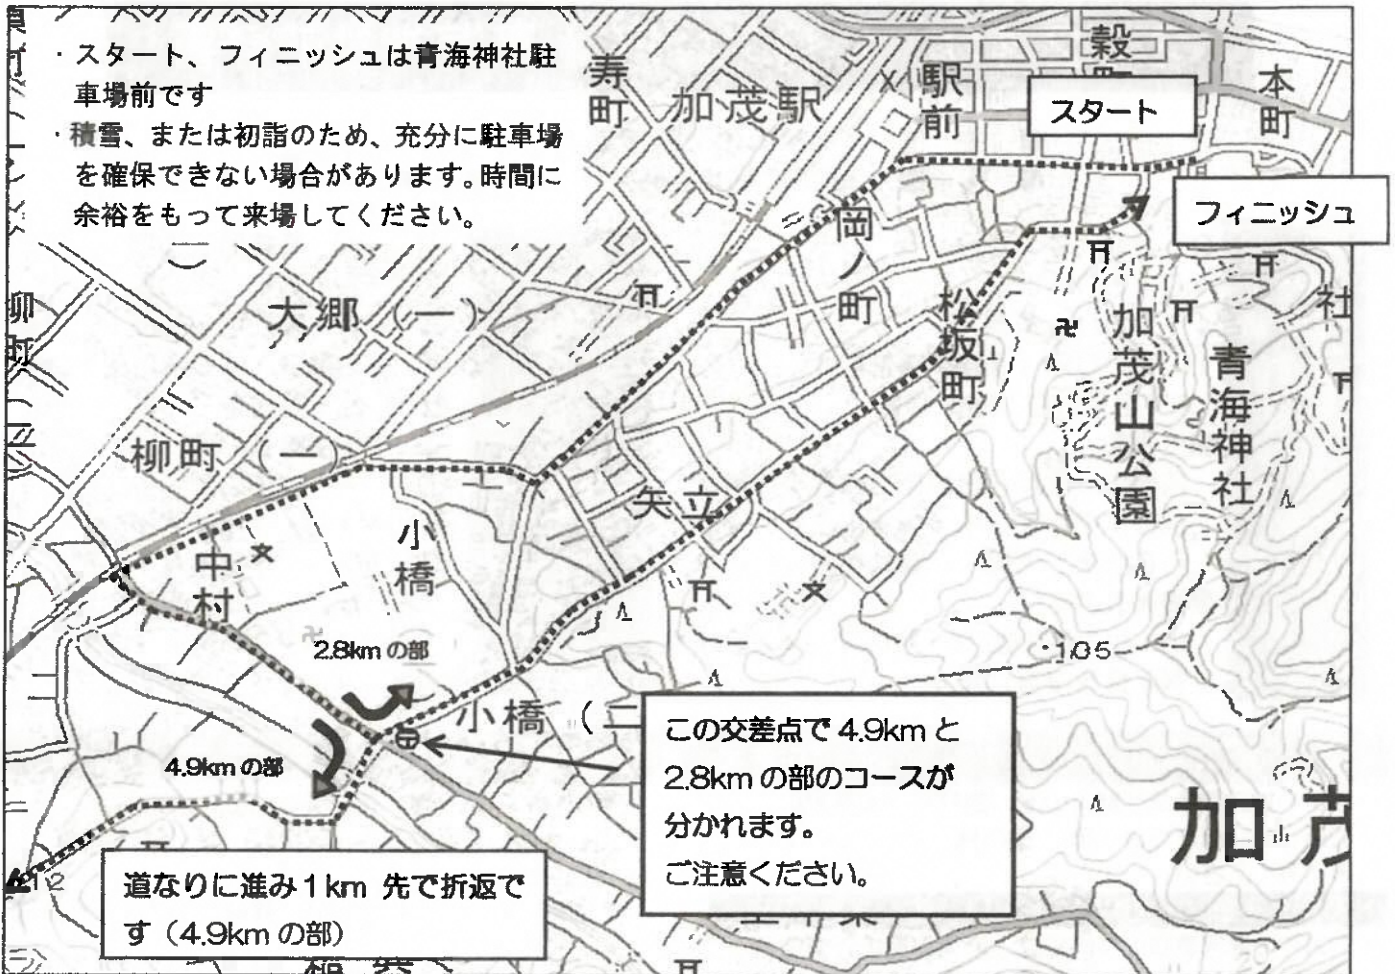 ・スタート、フィニッシュは青海神社駐
車場前です
・積雪、または初詣のため、充分に駐車場
を確保できない場合があります。時間に
余裕をもって来場してください。
寿町
加茂駅
駅前
穀町
本町
スタート
フィニッシュ
岡ノ町
大郷(一)
柳町
松坂町
加茂山公園
青海神社
社
柳町(一)
矢立
小橋
中村
文
文
2.8kmの部
105
小橋(二
4.9kmの部
この交差点で4.9kmと
2.8kmの部のコースが
分かれます。
ご注意ください。
加茂
12
道なりに進み1km 先で折返で
す(4.9kmの部)